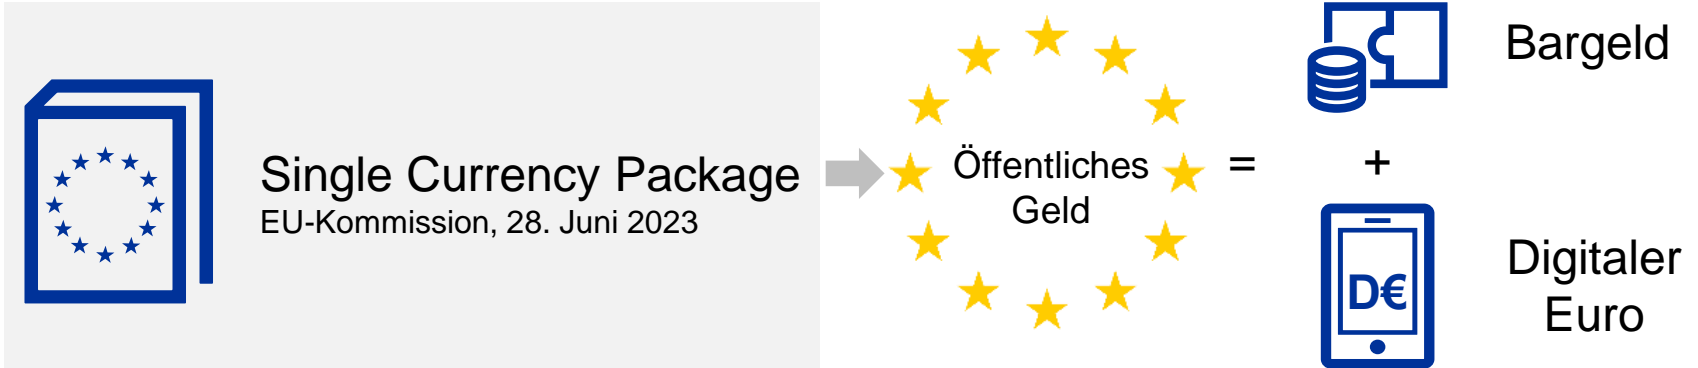 Single Currency Package
EU-Kommission, 28. Juni 2023
Öffentliches
Geld
=
Bargeld
+
D€
Digitaler
Euro